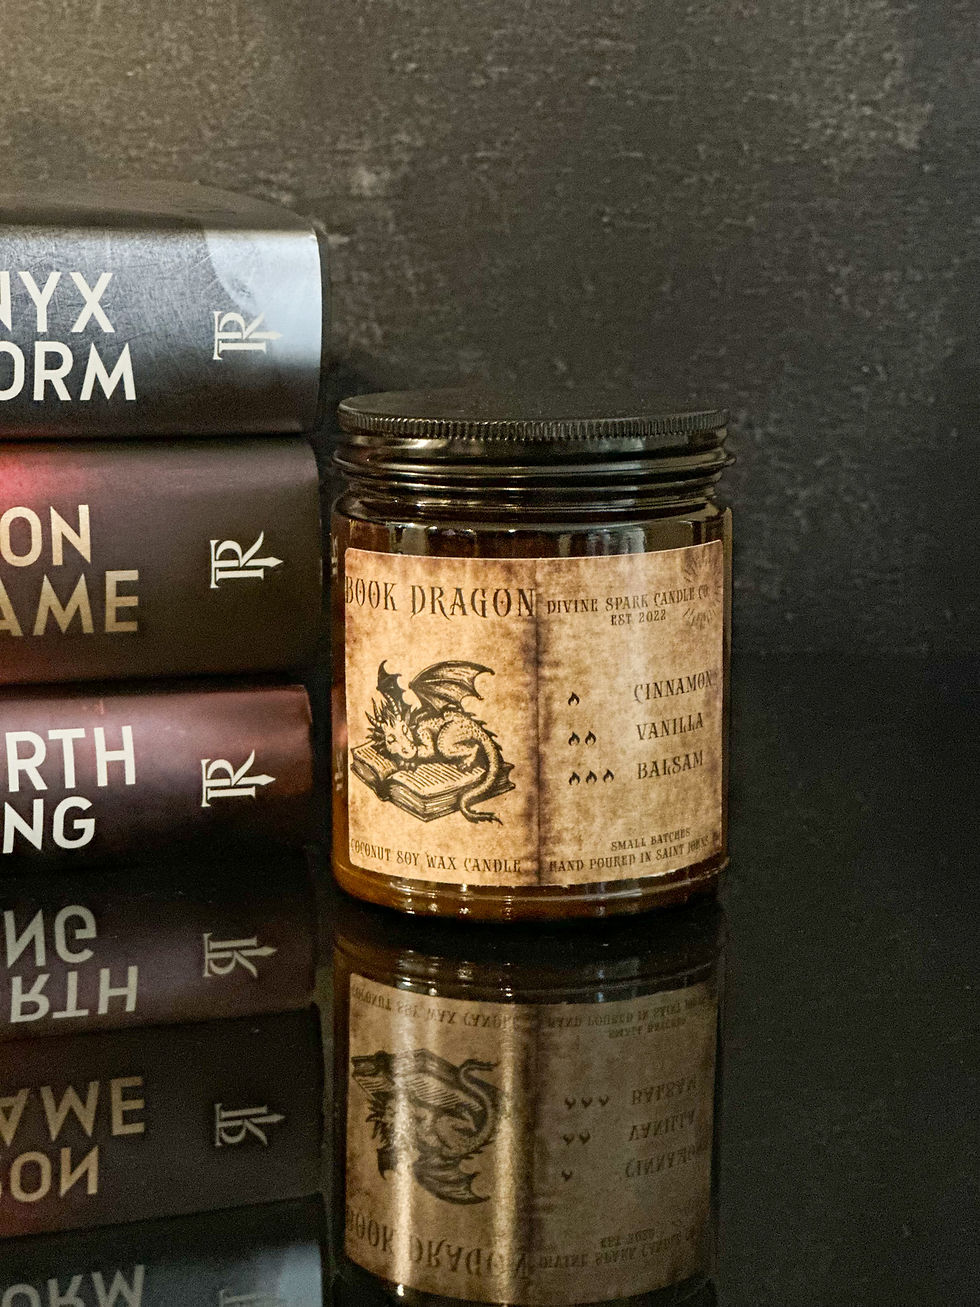 NYX
ORM
ON
AME
RTH
NG
BOOK DRAGON
COCONUT SOY WAX CANDLE
DIVINE SPARK CANDLE CO.
EST 2022
CINNAMON
VANILLA
BALSAM
SMALL BATCHES
HAND POURED IN SAINT JOHN